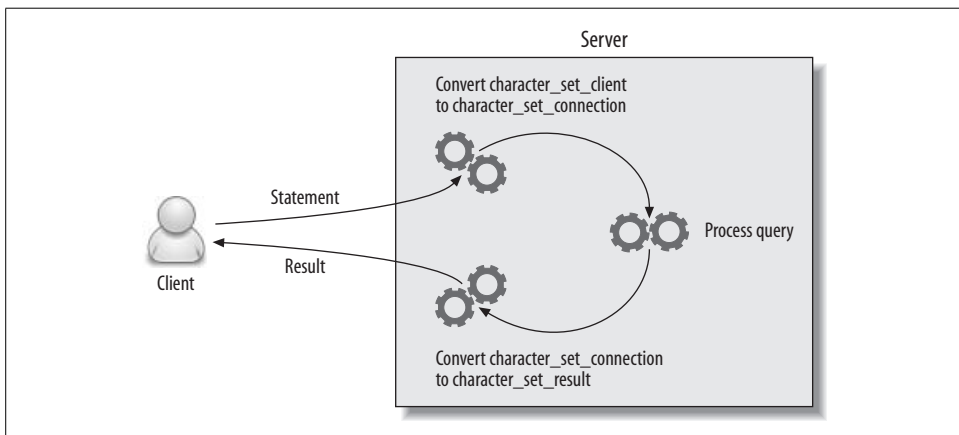 Server
Convert character_set_client
to character_set_connection
Statement
Process query
Result
Client
Convert character_set_connection
to character_set_result